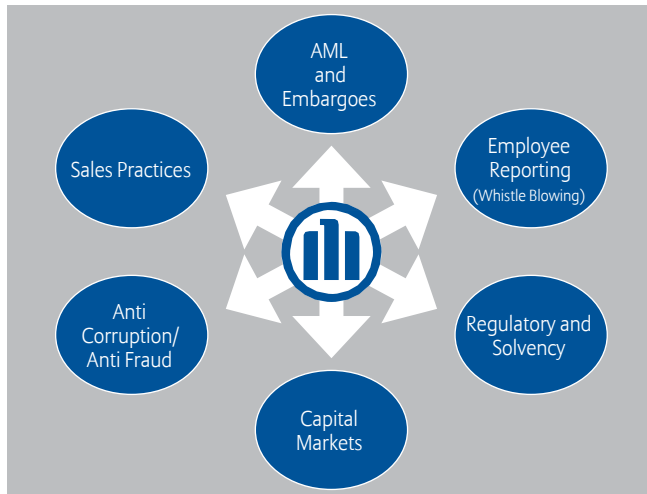 AML
and
Embargoes
Sales Practices
Employee
Reporting
(Whistle Blowing)
Anti
Corruption/
Anti Fraud
Regulatory and
Solvency
Capital
Markets